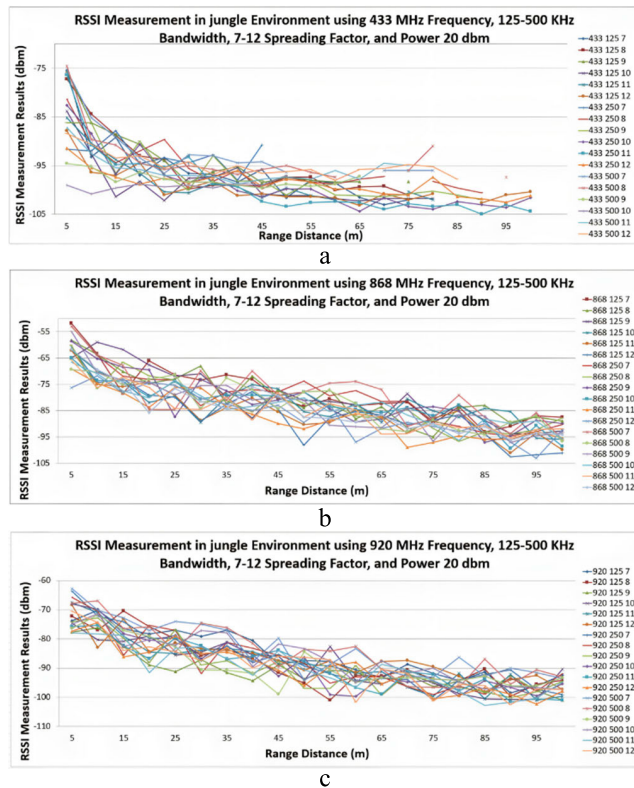 a
RSSI Measurement in jungle Environment using 433 MHz Frequency, 125-500 KHz
Bandwidth, 7-12 Spreading Factor, and Power 20 dbm
RSSI Measurement Results (dbm)
-75
-85
-95
-105
5 15 25 35 45 55 65 75 85 95
Range Distance (m)
433 125 7
433 125 8
433 125 9
433 125 10
433 125 11
433 125 12
433 250 7
433 250 8
433 250 9
433 250 10
433 250 11
433 250 12
433 500 7
433 500 8
433 500 9
433 500 10
433 500 11
433 500 12
a
RSSI Measurement in jungle Environment using 868 MHz Frequency, 125-500 KHz
Bandwidth, 7-12 Spreading Factor, and Power 20 dbm
RSSI Measurement Results (dbm)
-55
-65
-75
-85
-95
-105
5 15 25 35 45 55 65 75 85 95
Range Distance (m)
868 125 7
868 125 8
868 125 9
868 125 10
868 125 11
868 125 12
868 250 7
868 250 8
868 250 9
868 250 10
868 250 11
868 250 12
868 500 7
868 500 8
868 500 9
868 500 10
868 500 11
868 500 12
b
RSSI Measurement in jungle Environment using 920 MHz Frequency, 125-500 KHz
Bandwidth, 7-12 Spreading Factor, and Power 20 dbm
RSSI Measurement Results (dbm)
-60
-70
-80
-90
-100
-110
5 15 25 35 45 55 65 75 85 95
Range Distance (m)
920 125 7
920 125 8
920 125 9
920 125 10
920 125 11
920 125 12
920 250 7
920 250 8
920 250 9
920 250 10
920 250 11
920 250 12
920 500 7
920 500 8
920 500 9
920 500 10
920 500 11
920 500 12
c